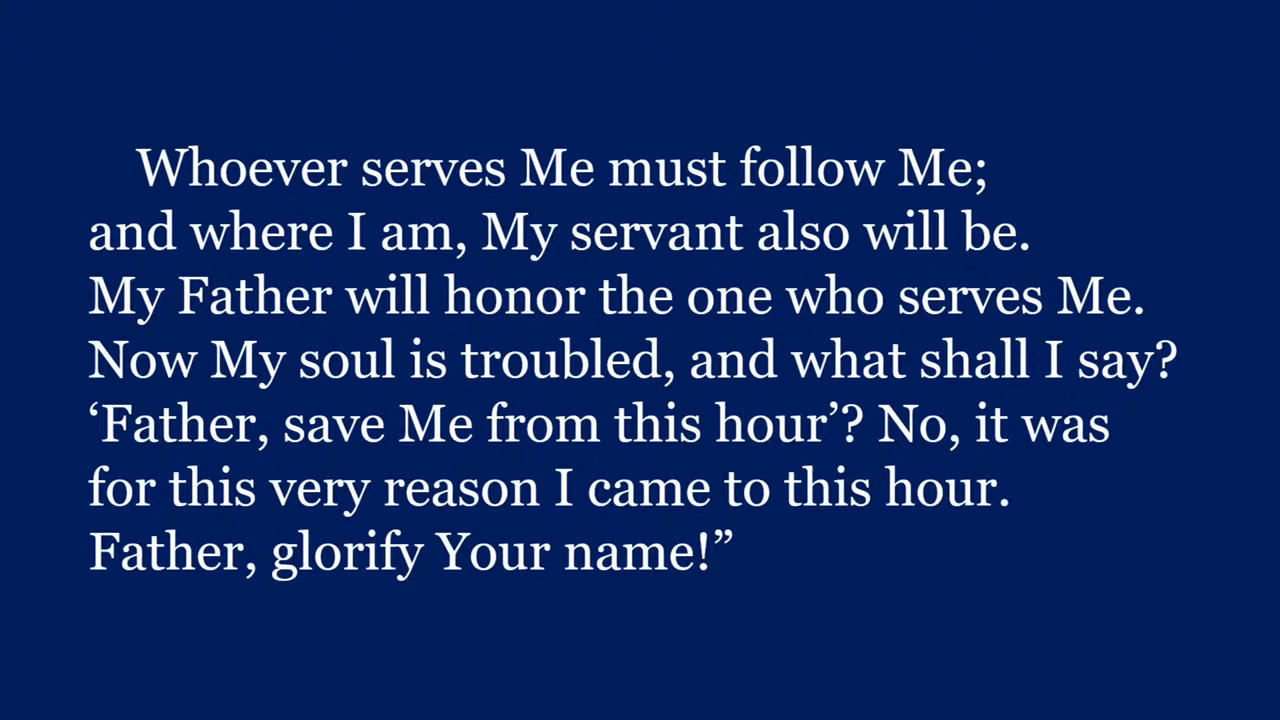 Whoever serves Me must follow Me;
and where I am, My servant also will be.
My Father will honor the one who serves Me.
Now My soul is troubled, and what shall I say?
‘Father, save Me from this hour’? No, it was
for this very reason I came to this hour.
Father, glorify Your name!”